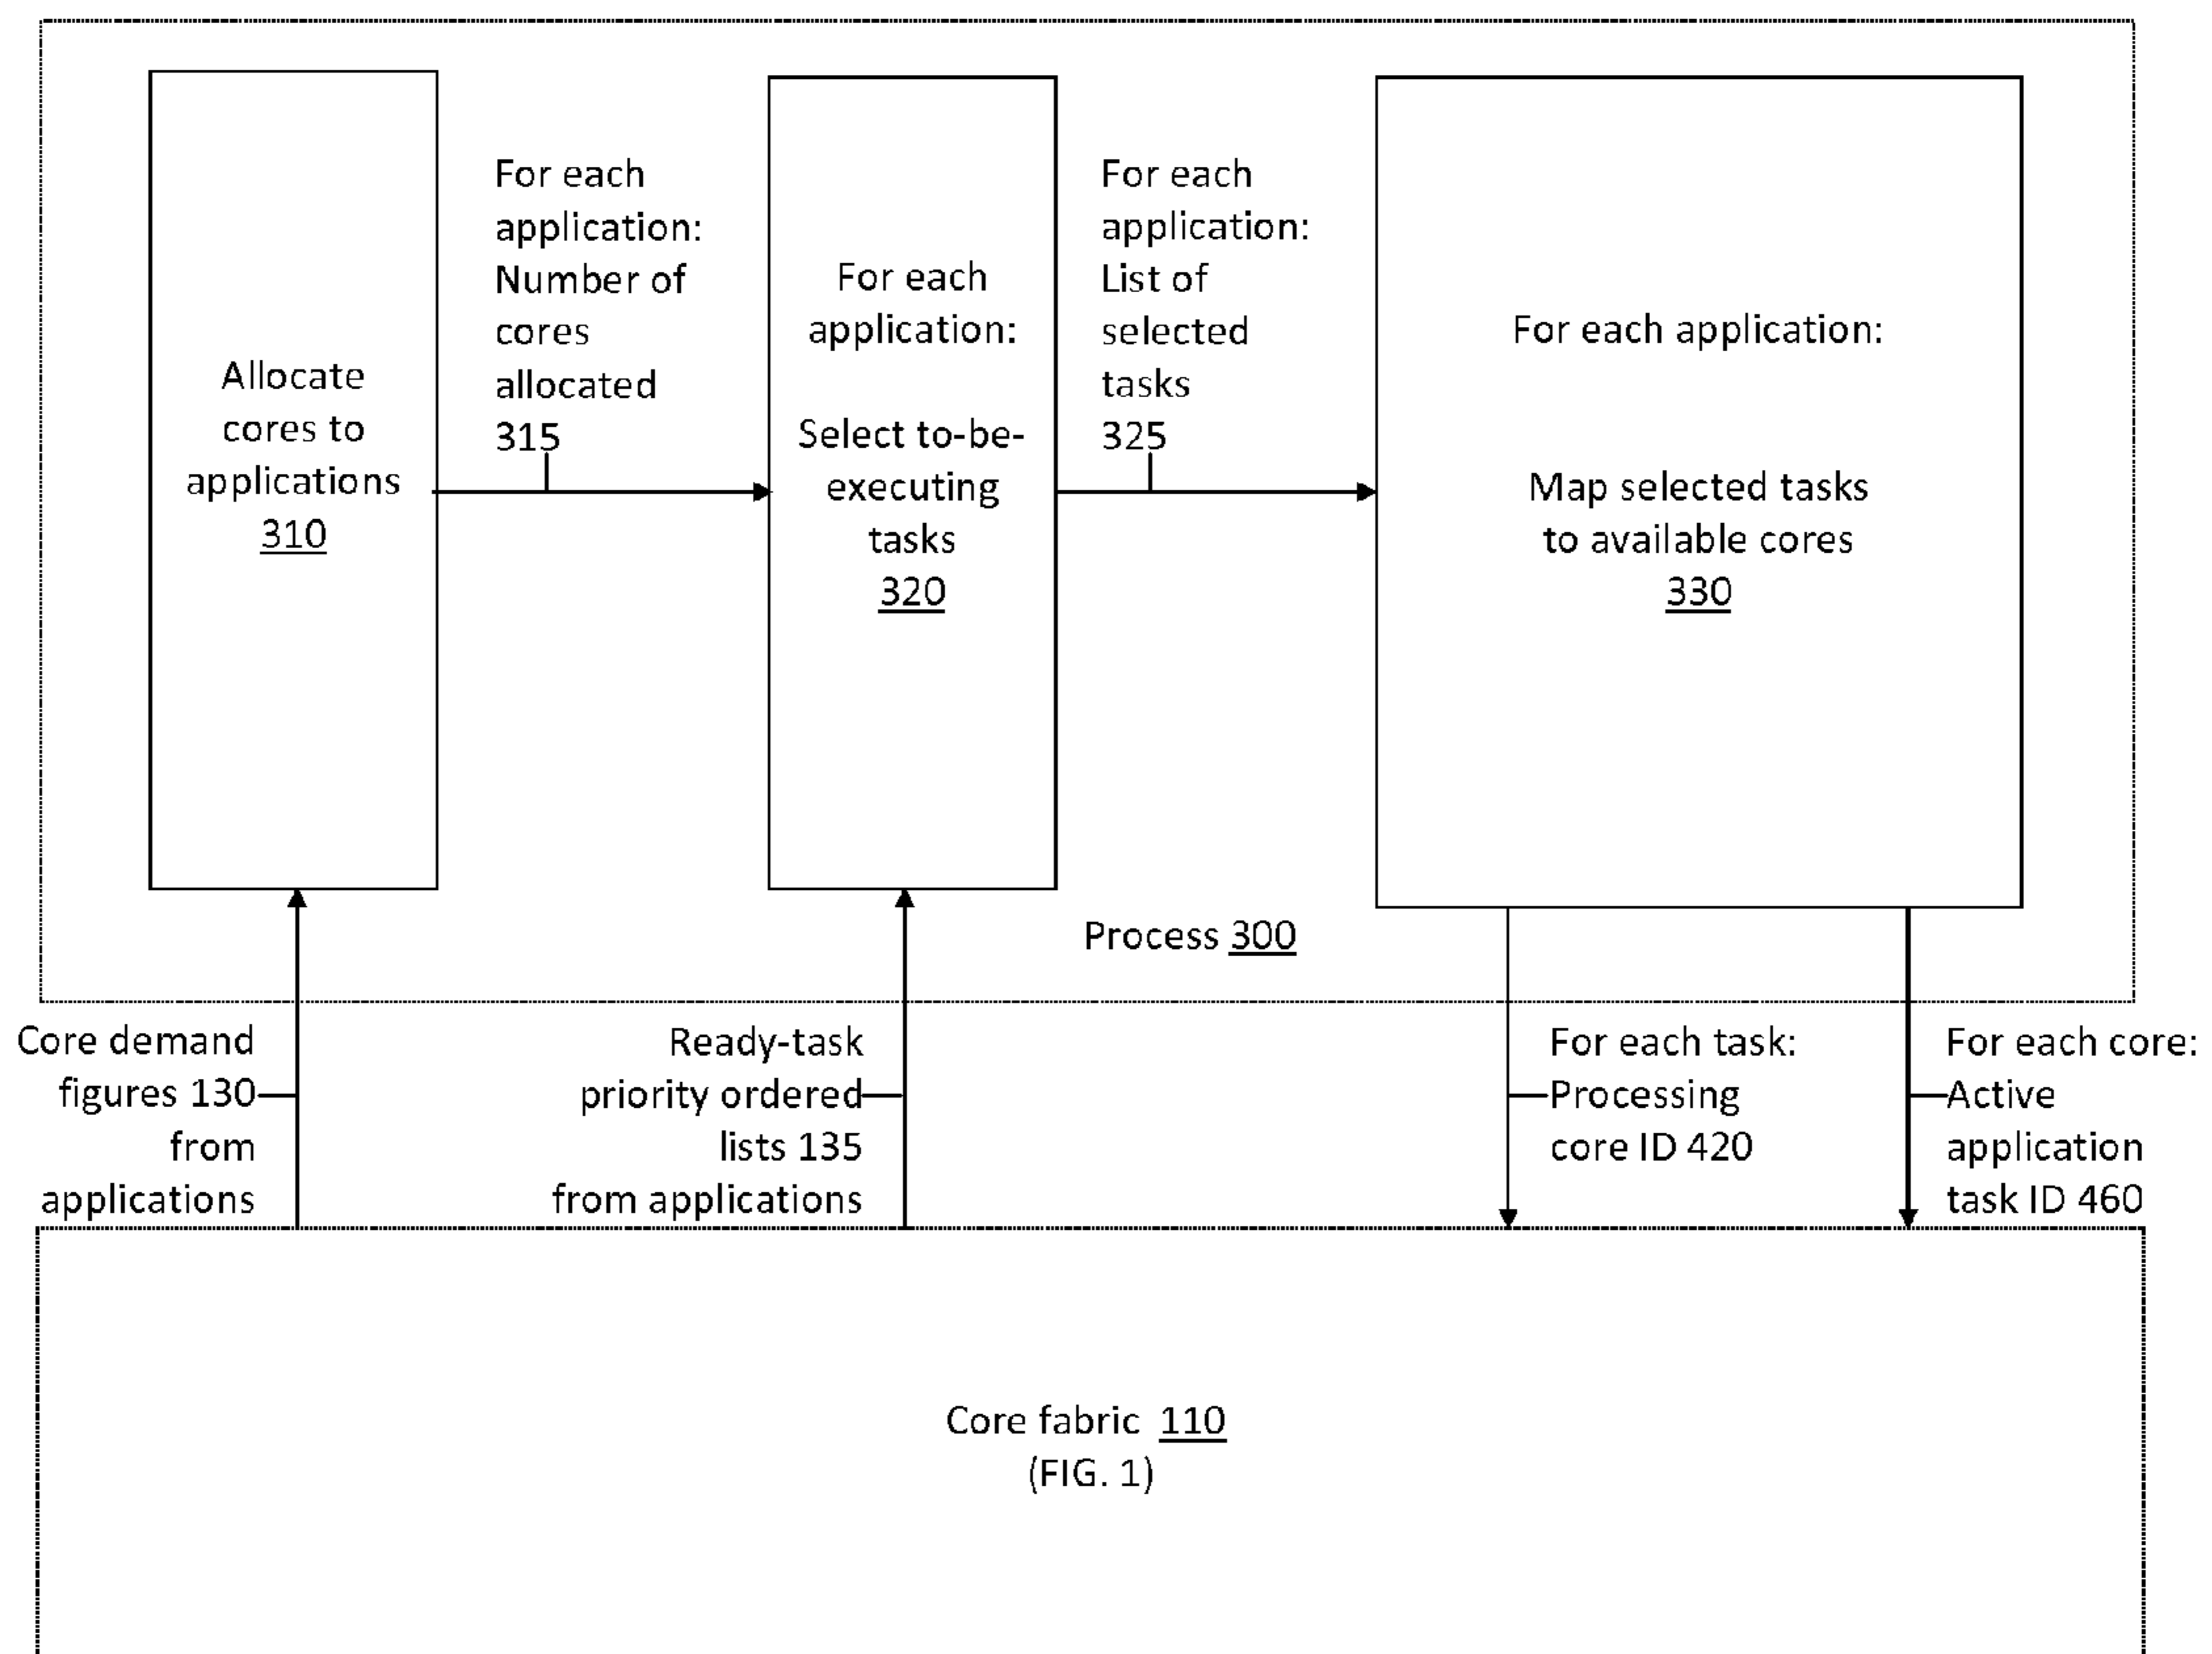 Allocate
cores to
applications
310
For each
application:
Number of
cores
allocated
315
For each
application:
Select to-be-
executing
tasks
320
For each
application:
List of
selected
tasks
325
For each application:
Map selected tasks
to available cores
330
Process 300
Core demand
figures 130
from
applications
Ready-task
priority ordered
lists 135
from applications
For each task:
Processing
core ID 420
For each core:
Active
application
task ID 460
Core fabric 110
(FIG. 1)